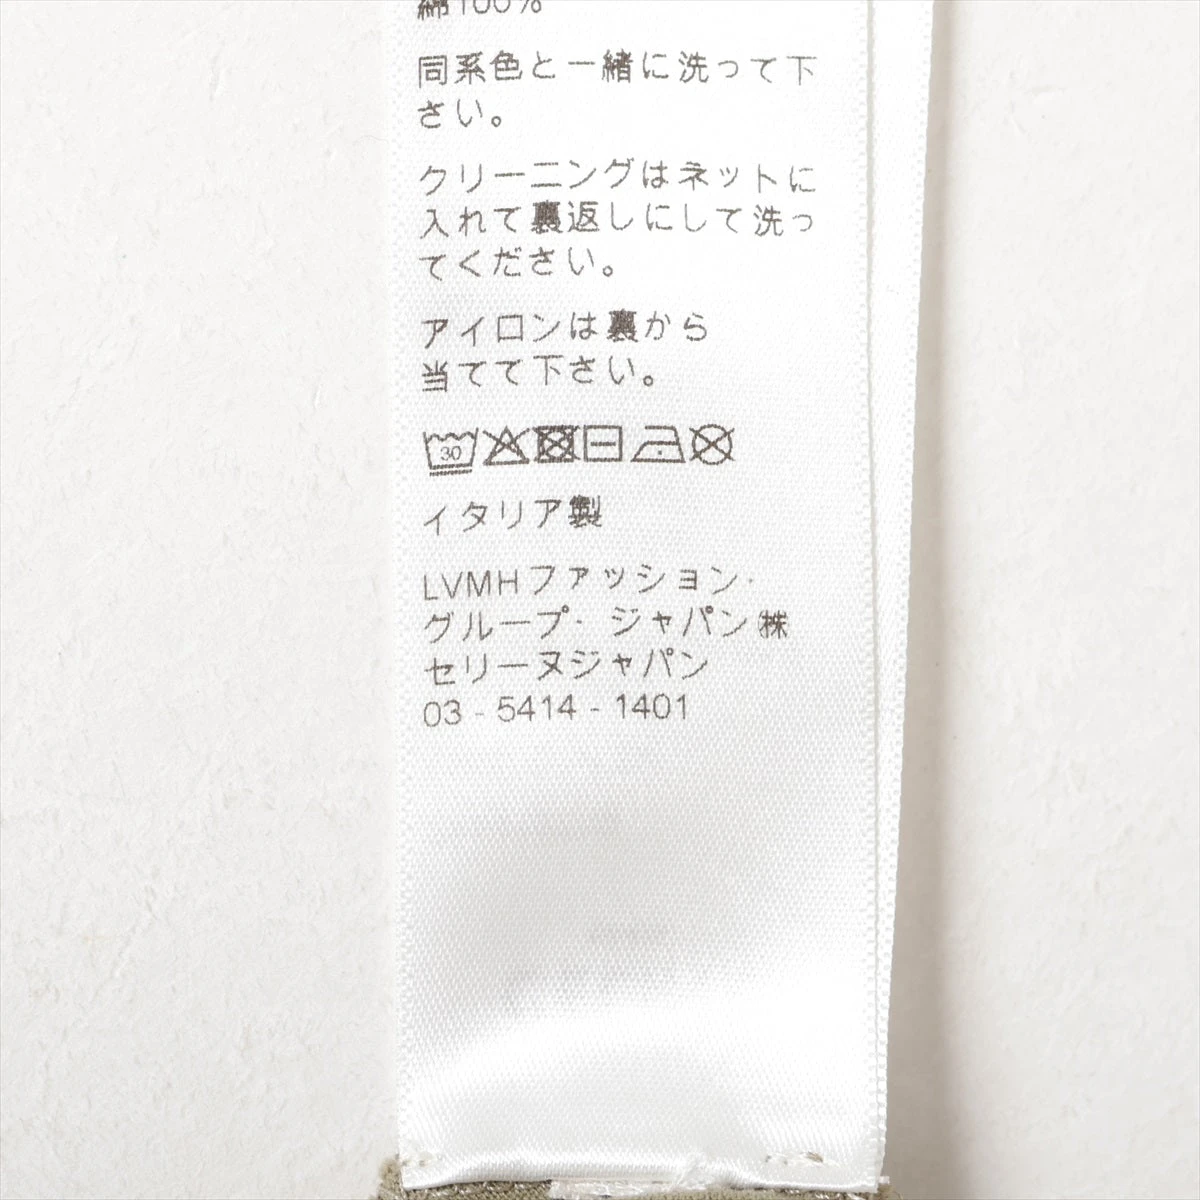 綿100%
同系色と一緒に洗って下
さい。
クリーニングはネットに
入れて裏返しにして洗っ
てください。
アイロンは裏から
当てて下さい。
30
イタリア製
LVMHファッション・
グループ・ジャパン㈱
セリーヌジャパン
03-5414-1401